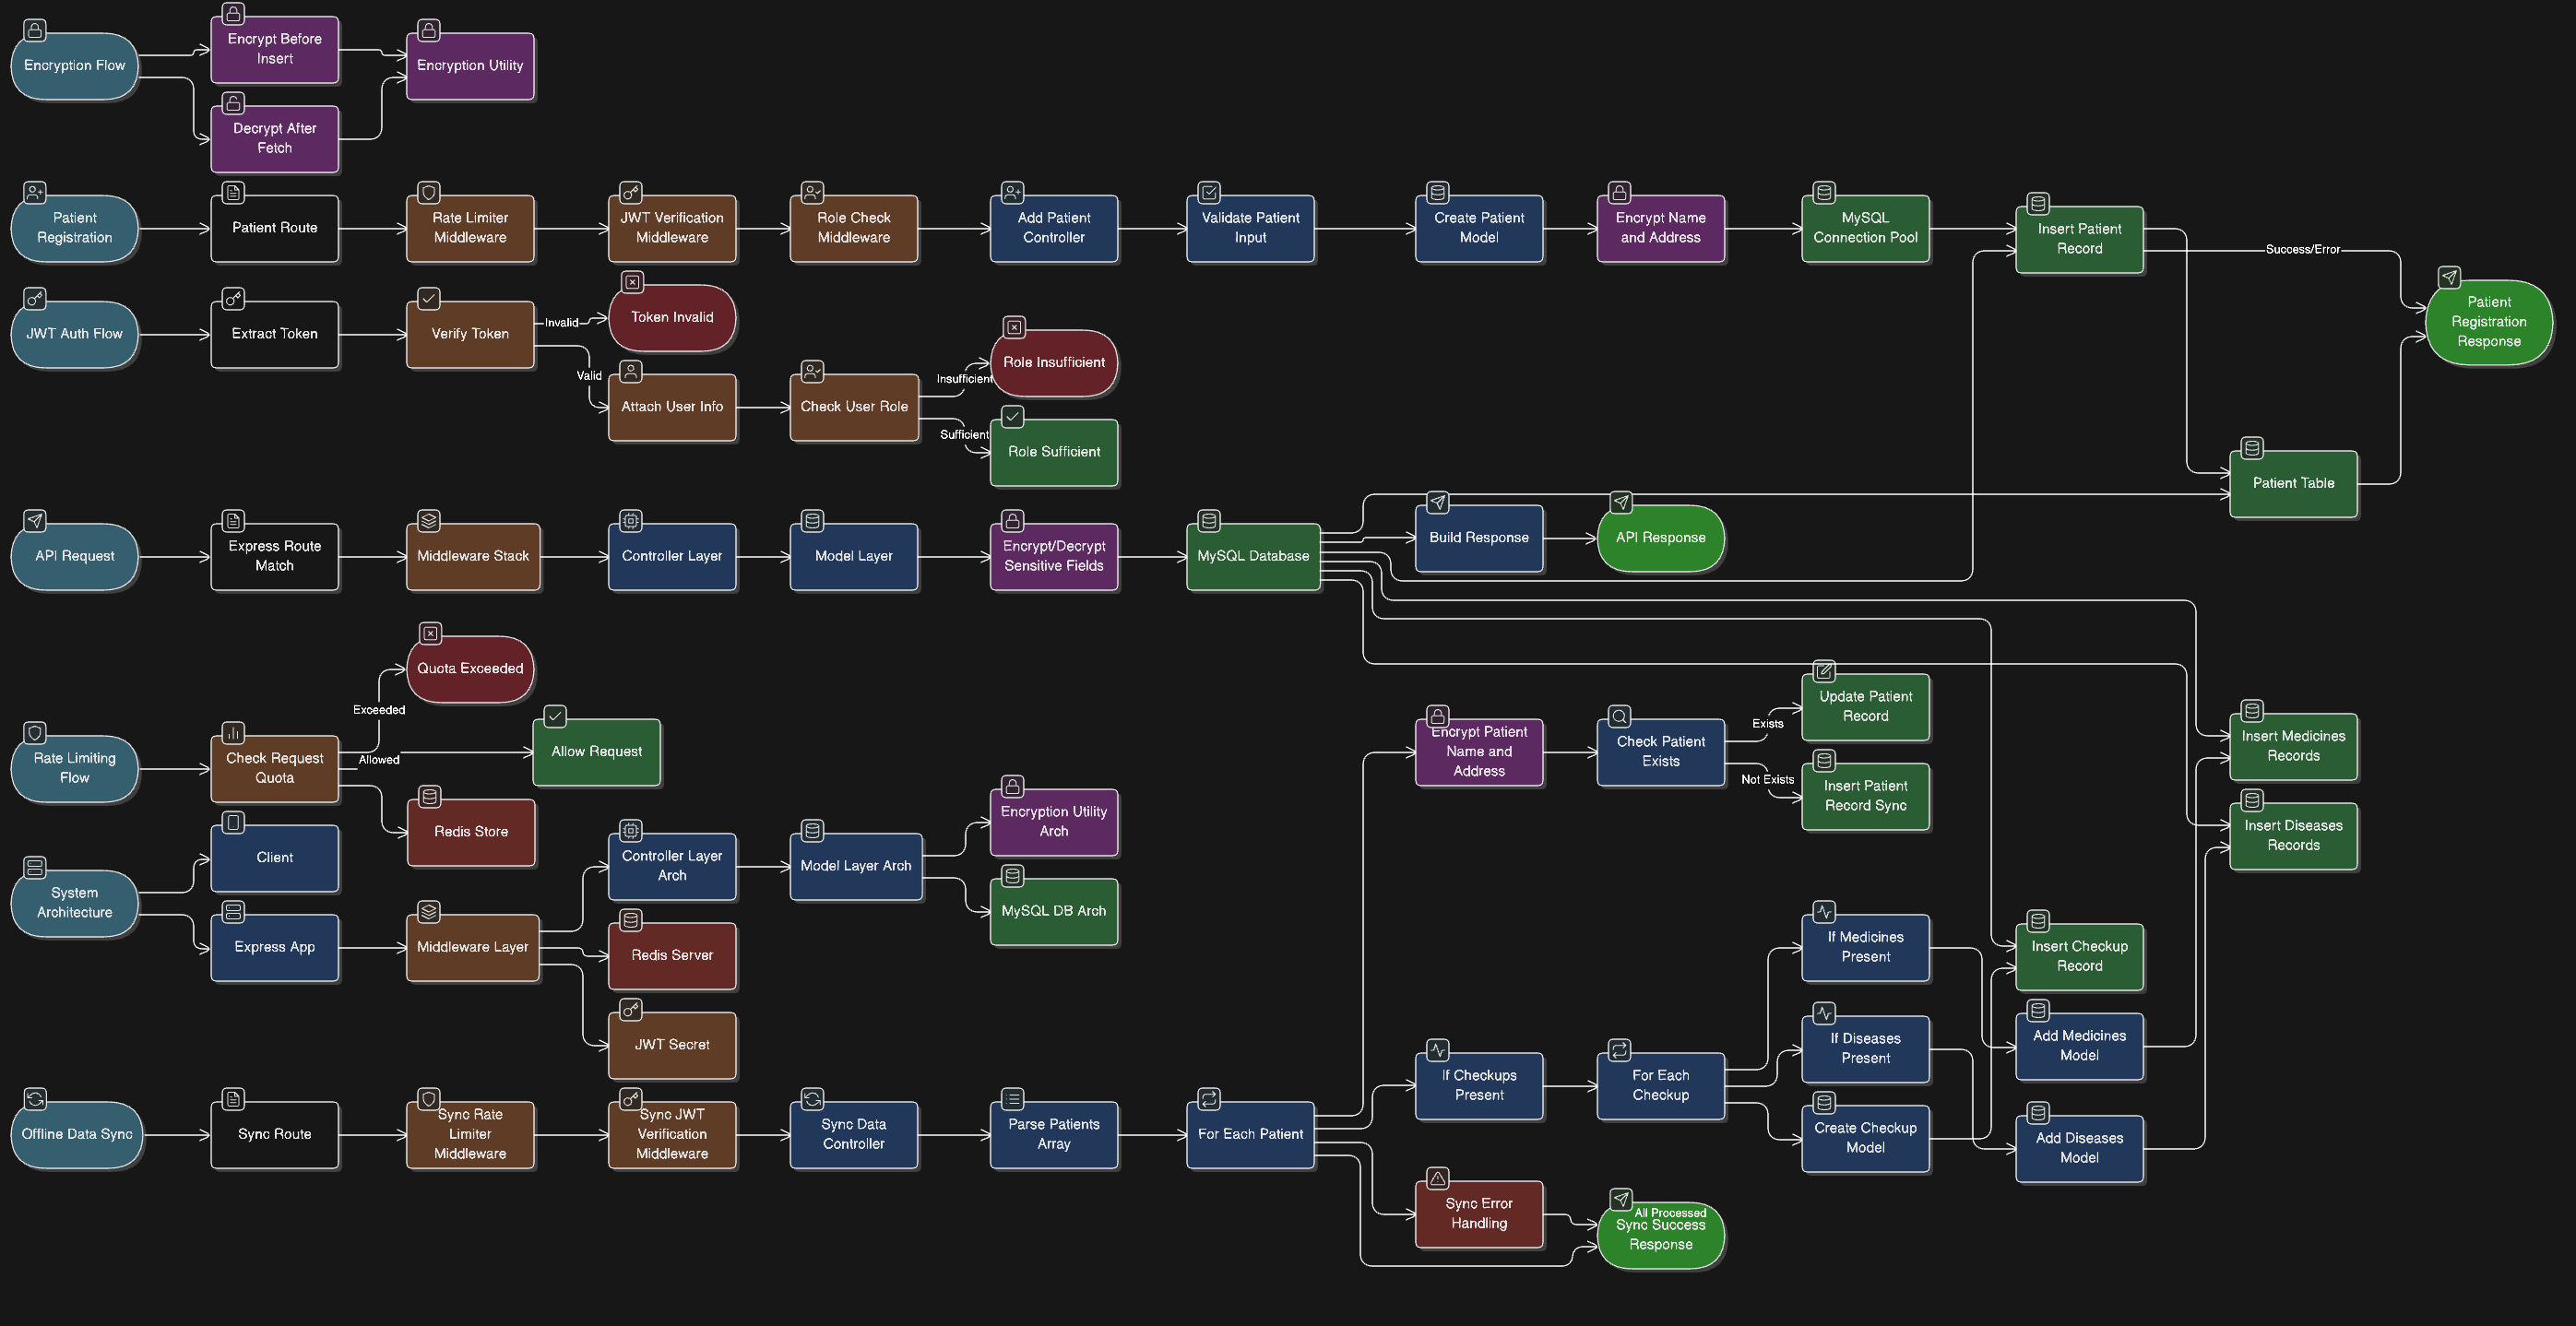 Encryption Flow
Encrypt Before
Insert
Encryption Utility
Decrypt After
Fetch
Patient
Registration
Patient Route
Rate Limiter
Middleware
JWT Verification
Middleware
Role Check
Middleware
Add Patient
Controller
Validate Patient
Input
Create Patient
Model
Encrypt Name
and Address
MySQL
Connection Pool
Insert Patient
Record
Success/Error
Patient
Registration
Response
JWT Auth Flow
Extract Token
Verify Token
Invalid
Token Invalid
Valid
Attach User Info
Check User Role
Insufficient
Role Insufficient
Sufficient
Role Sufficient
Patient Table
API Request
Express Route
Match
Middleware Stack
Controller Layer
Model Layer
Encrypt/Decrypt
Sensitive Fields
MySQL Database
Build Response
API Response
Quota Exceeded
Exceeded
Rate Limiting
Flow
Check Request
Quota
Allowed
Allow Request
Redis Store
Encrypt Patient
Name and
Address
Check Patient
Exists
Exists
Update Patient
Record
Not Exists
Insert Patient
Record Sync
Insert Medicines
Records
Insert Diseases
Records
System
Architecture
Client
Express App
Middleware Layer
Controller Layer
Arch
Model Layer Arch
Encryption Utility
Arch
MySQL DB Arch
Redis Server
JWT Secret
If Medicines
Present
Insert Checkup
Record
If Diseases
Present
Add Medicines
Model
If Checkups
Present
For Each
Checkup
Create Checkup
Model
Add Diseases
Model
Offline Data Sync
Sync Route
Sync Rate
Limiter
Middleware
Sync JWT
Verification
Middleware
Sync Data
Controller
Parse Patients
Array
For Each Patient
Sync Error
Handling
All Processed
Sync Success
Response